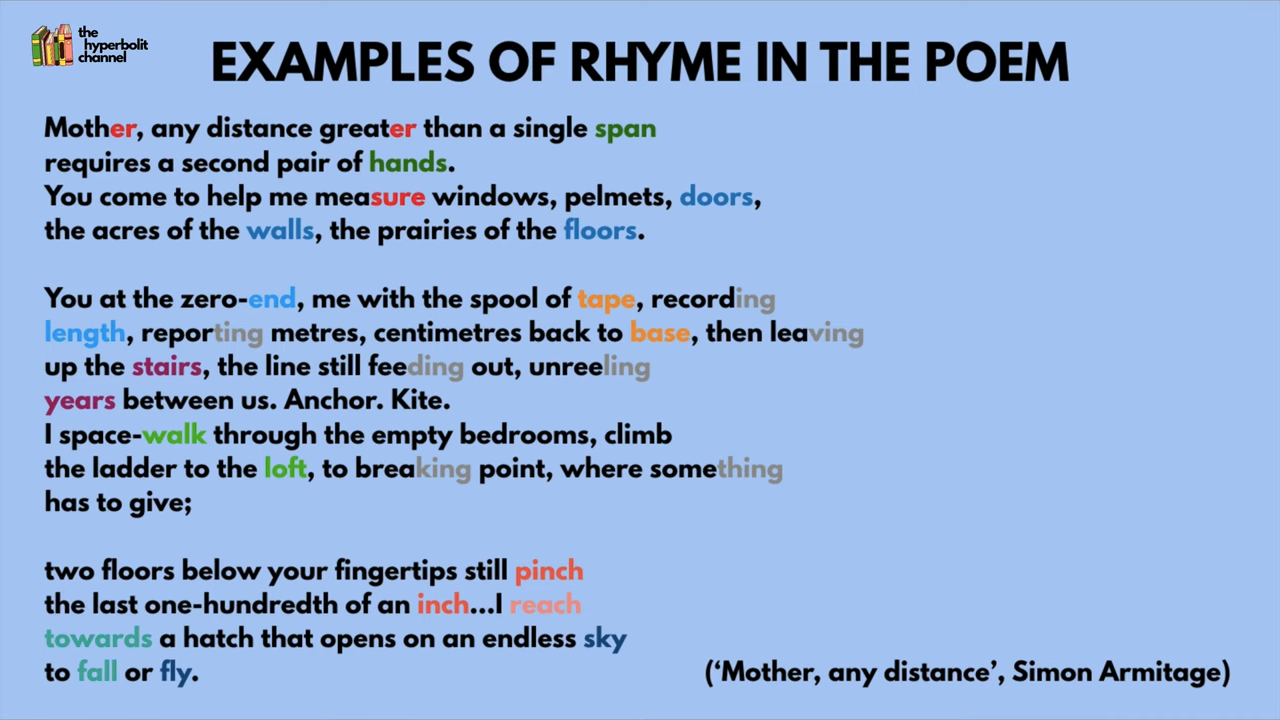 the
hyperbolit
channel
EXAMPLES OF RHYME IN THE POEM
Mother, any distance greater than a single span
requires a second pair of hands.
You come to help me measure windows, pelmets, doors,
the acres of the walls, the prairies of the floors.
You at the zero-end, me with the spool of tape, recording
length, reporting metres, centimetres back to base, then leaving
up the stairs, the line still feeding out, unreeling
years between us. Anchor. Kite.
I space-walk through the empty bedrooms, climb
the ladder to the loft, to breaking point, where something
has to give;
two floors below your fingertips still pinch
the last one-hundredth of an inch...I reach
towards a hatch that opens on an endless sky
to fall or fly.
(‘Mother, any distance’, Simon Armitage)